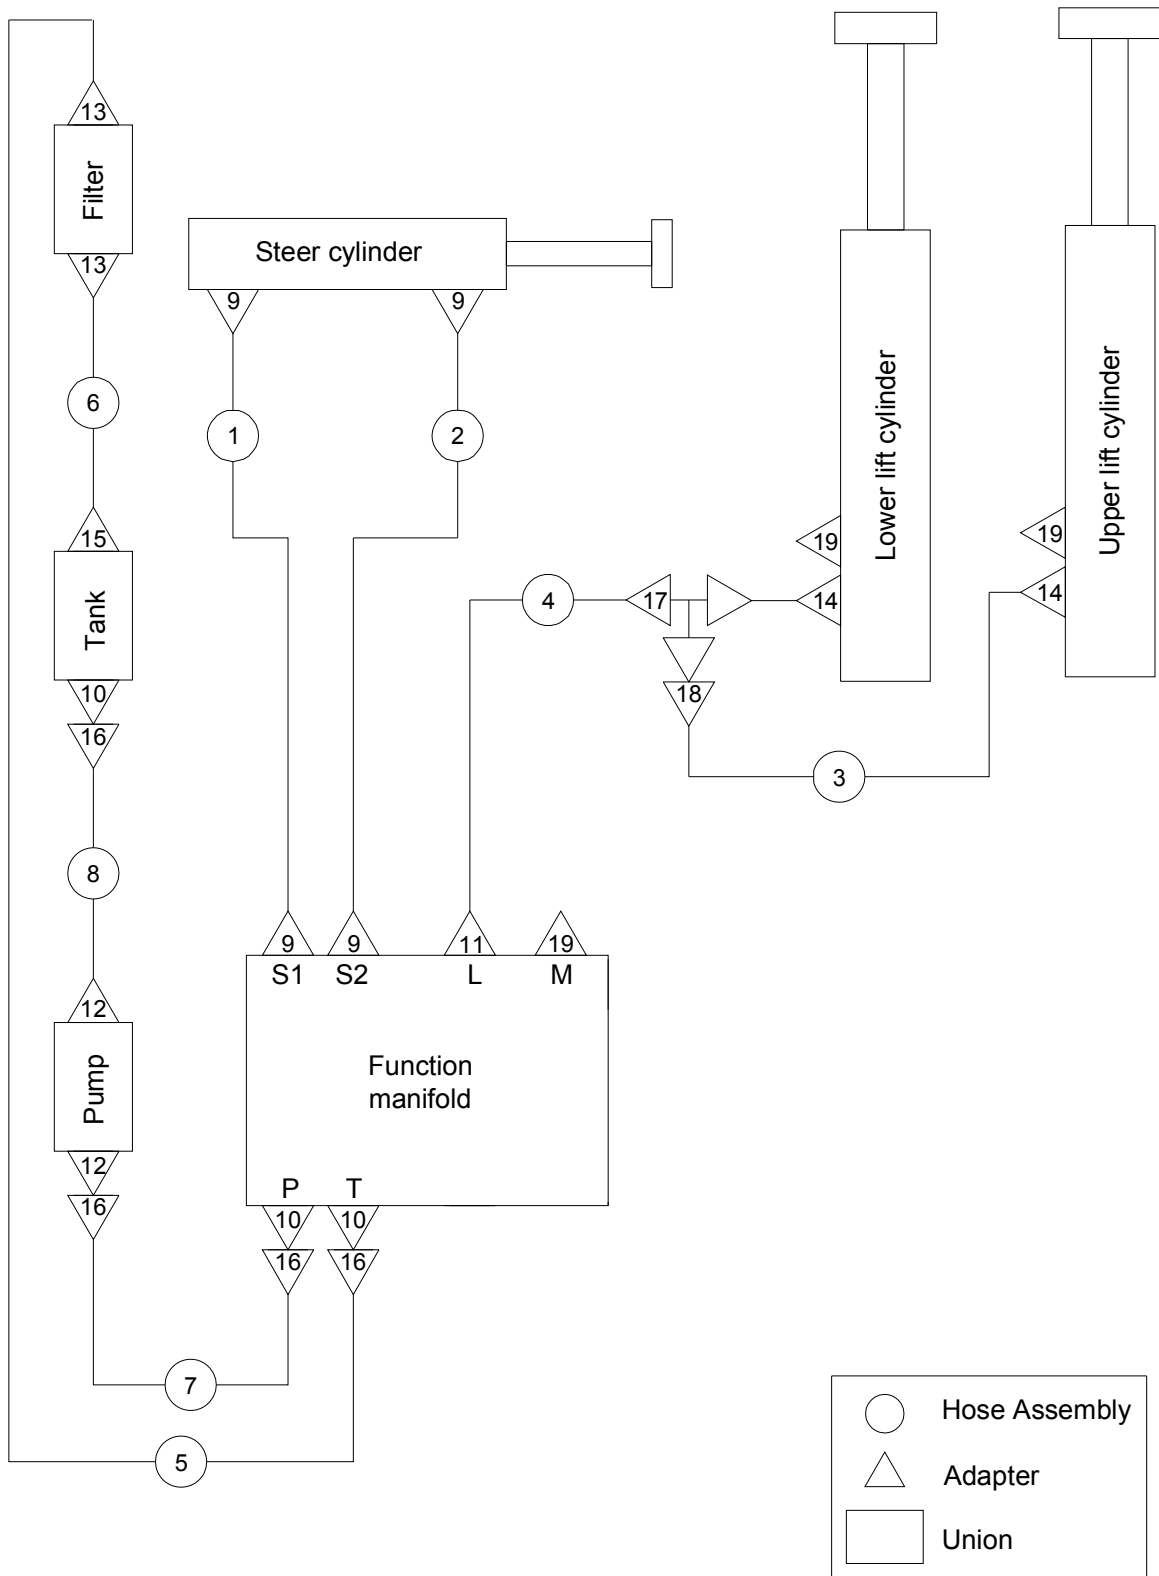 13
Filter
13
Steer cylinder
9
9
6
1
2
Lower lift cylinder
Upper lift cylinder
15
Tank
10
16
19
14
19
14
4
17
18
3
8
9
9
11
19
S1
S2
L
M
12
Pump
12
16
Function
manifold
P
T
10
10
16
16
7
5
Hose Assembly
Adapter
Union